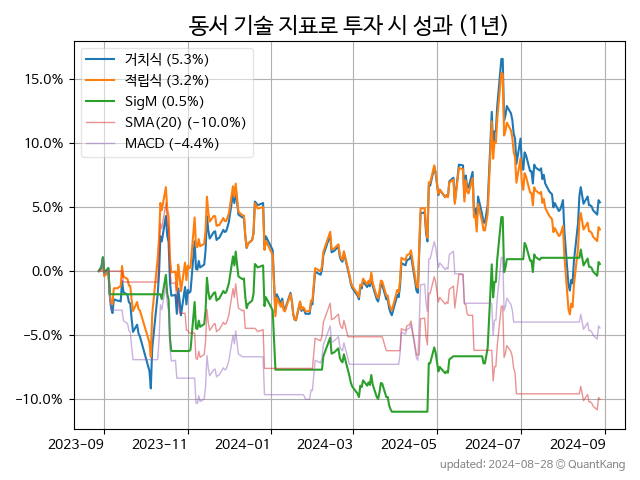 동서 기술 지표로 투자 시 성과 (1년)
거치식 (5.3%)
적립식 (3.2%)
SigM (0.5%)
SMA(20) (−10.0%)
MACD (−4.4%)
15.0%
10.0%
5.0%
0.0%
−5.0%
−10.0%
2023-09 2023-11 2024-01 2024-03 2024-05 2024-07 2024-09
updated: 2024-08-28 © QuantKang